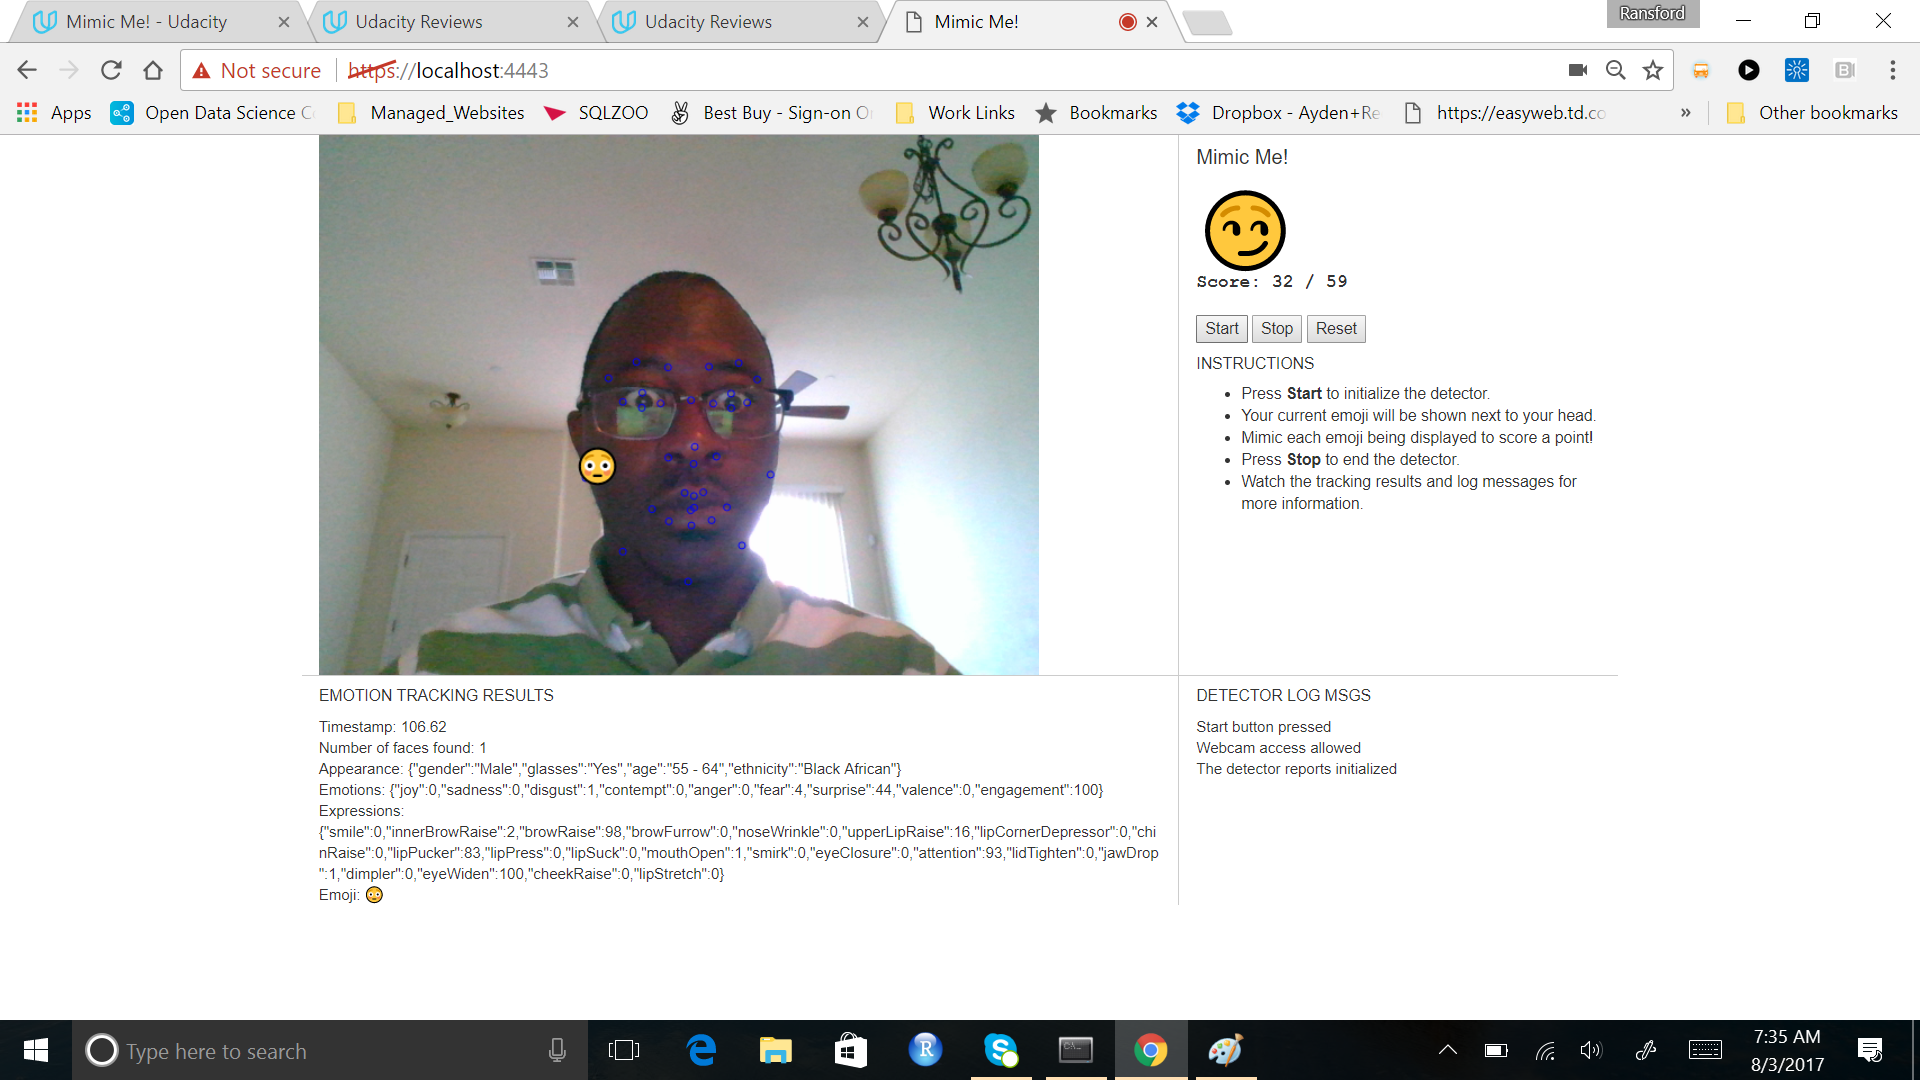 Mimic Me! - Udacity
Udacity Reviews
Udacity Reviews
Mimic Me!
Ransford
Not secure
https://localhost:4443
Apps
Open Data Science C
Managed_Websites
SQLZOO
Best Buy - Sign-on O
Work Links
Bookmarks
Dropbox - Ayden+Re
https://easyweb.td.co
»
Other bookmarks
Mimic Me!
Score: 32 / 59
Start Stop Reset
INSTRUCTIONS
• Press Start to initialize the detector.
• Your current emoji will be shown next to your head.
• Mimic each emoji being displayed to score a point!
• Press Stop to end the detector.
• Watch the tracking results and log messages for
more information.
EMOTION TRACKING RESULTS
Timestamp: 106.62
Number of faces found: 1
Appearance: {"gender":"Male","glasses":"Yes","age":"55 - 64","ethnicity":"Black African"}
Emotions: {"joy":0,"sadness":0,"disgust":1,"contempt":0,"anger":0,"fear":4,"surprise":44,"valence":0,"engagement":100}
Expressions:
{"smile":0,"innerBrowRaise":2,"browRaise":98,"browFurrow":0,"noseWrinkle":0,"upperLipRaise":16,"lipCornerDepressor":0,"chi
nRaise":0,"lipPucker":83,"lipPress":0,"lipSuck":0,"mouthOpen":1,"smirk":0,"eyeClosure":0,"attention":93,"lidTighten":0,"jawDrop
":1,"dimpler":0,"eyeWiden":100,"cheekRaise":0,"lipStretch":0}
Emoji: 😳
DETECTOR LOG MSGS
Start button pressed
Webcam access allowed
The detector reports initialized
Type here to search
7:35 AM
8/3/2017